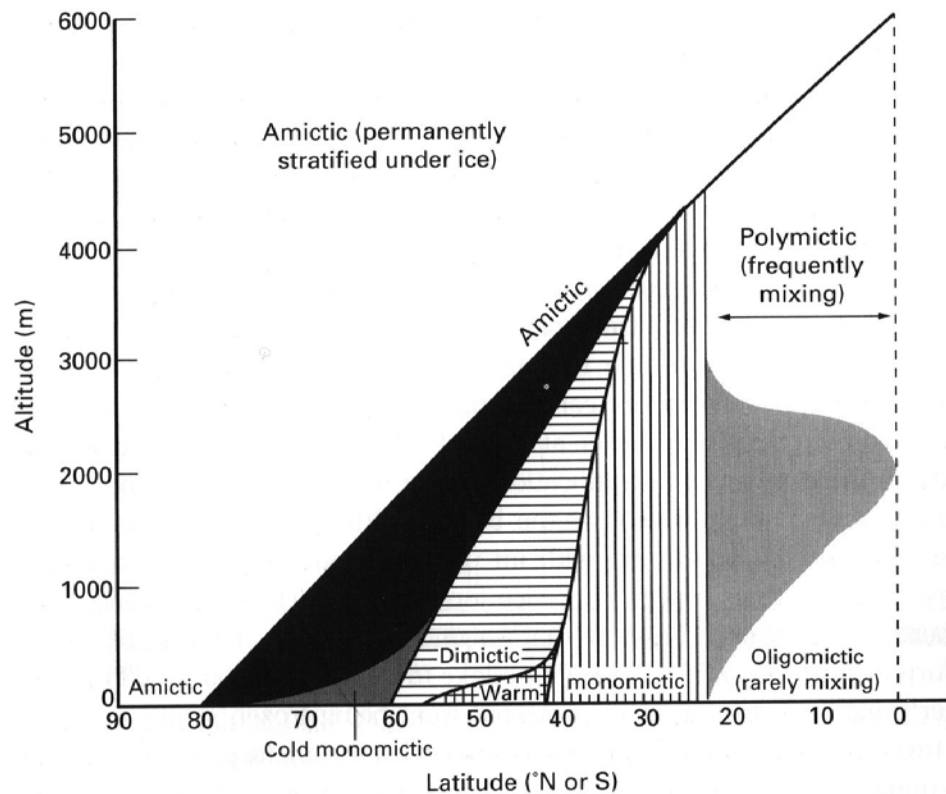 6000
5000
4000
3000
2000
1000
0
Altitude (m)
Amictic (permanently
stratified under ice)
Amictic
Polymictic
(frequently
mixing)
Amictic
Dimictic
Warm
monomictic
Oligomictic
(rarely mixing)
90
70
60
50
40
30
20
10
0
Cold monomictic
Latitude (°N or S)